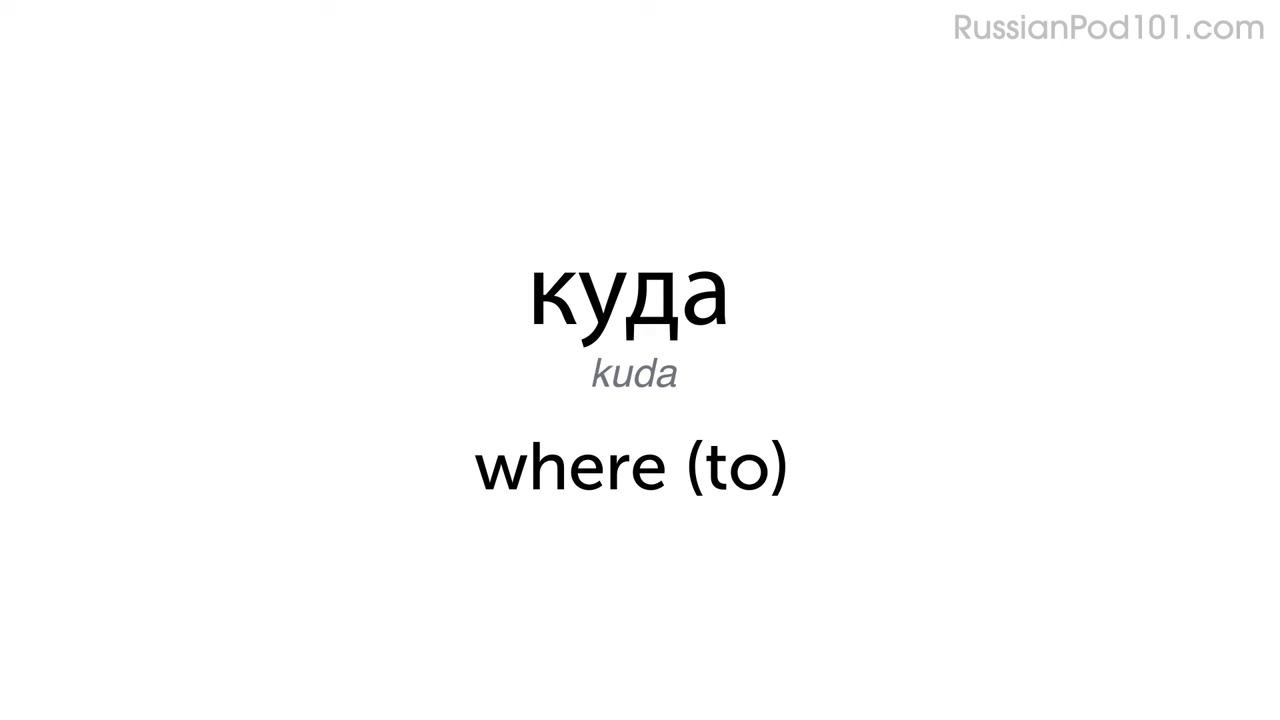 RussianPod101.com
куда
kuda
where (to)